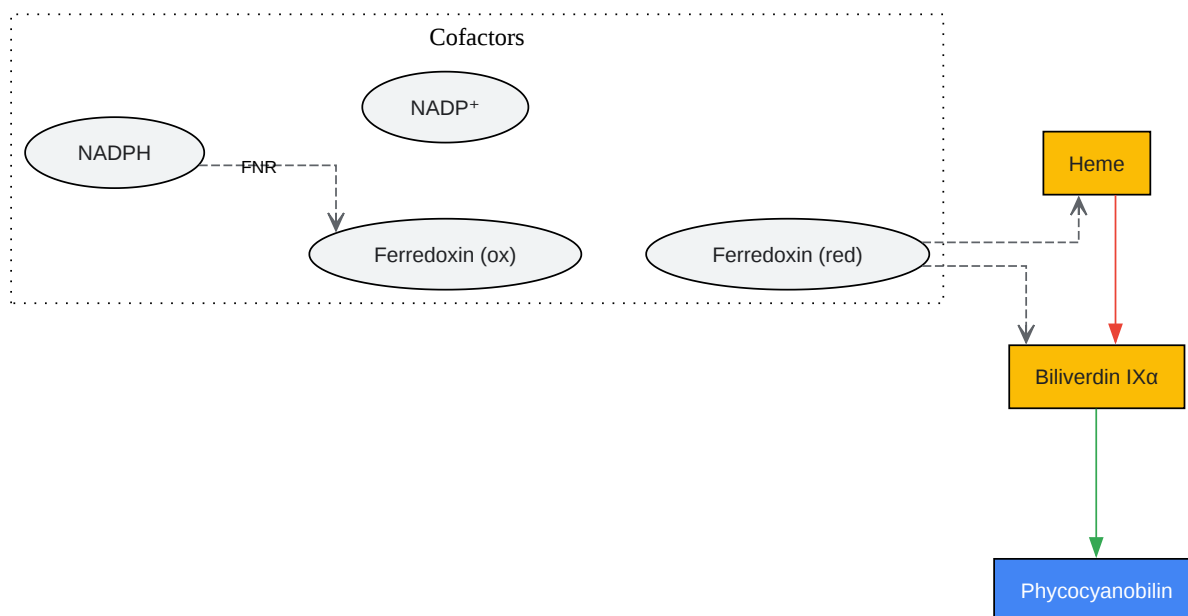 Cofactors
NADP⁺
NADPH
FNR
Heme
Ferredoxin (ox)
Ferredoxin (red)
Biliverdin IXα
Phycocyanobilin